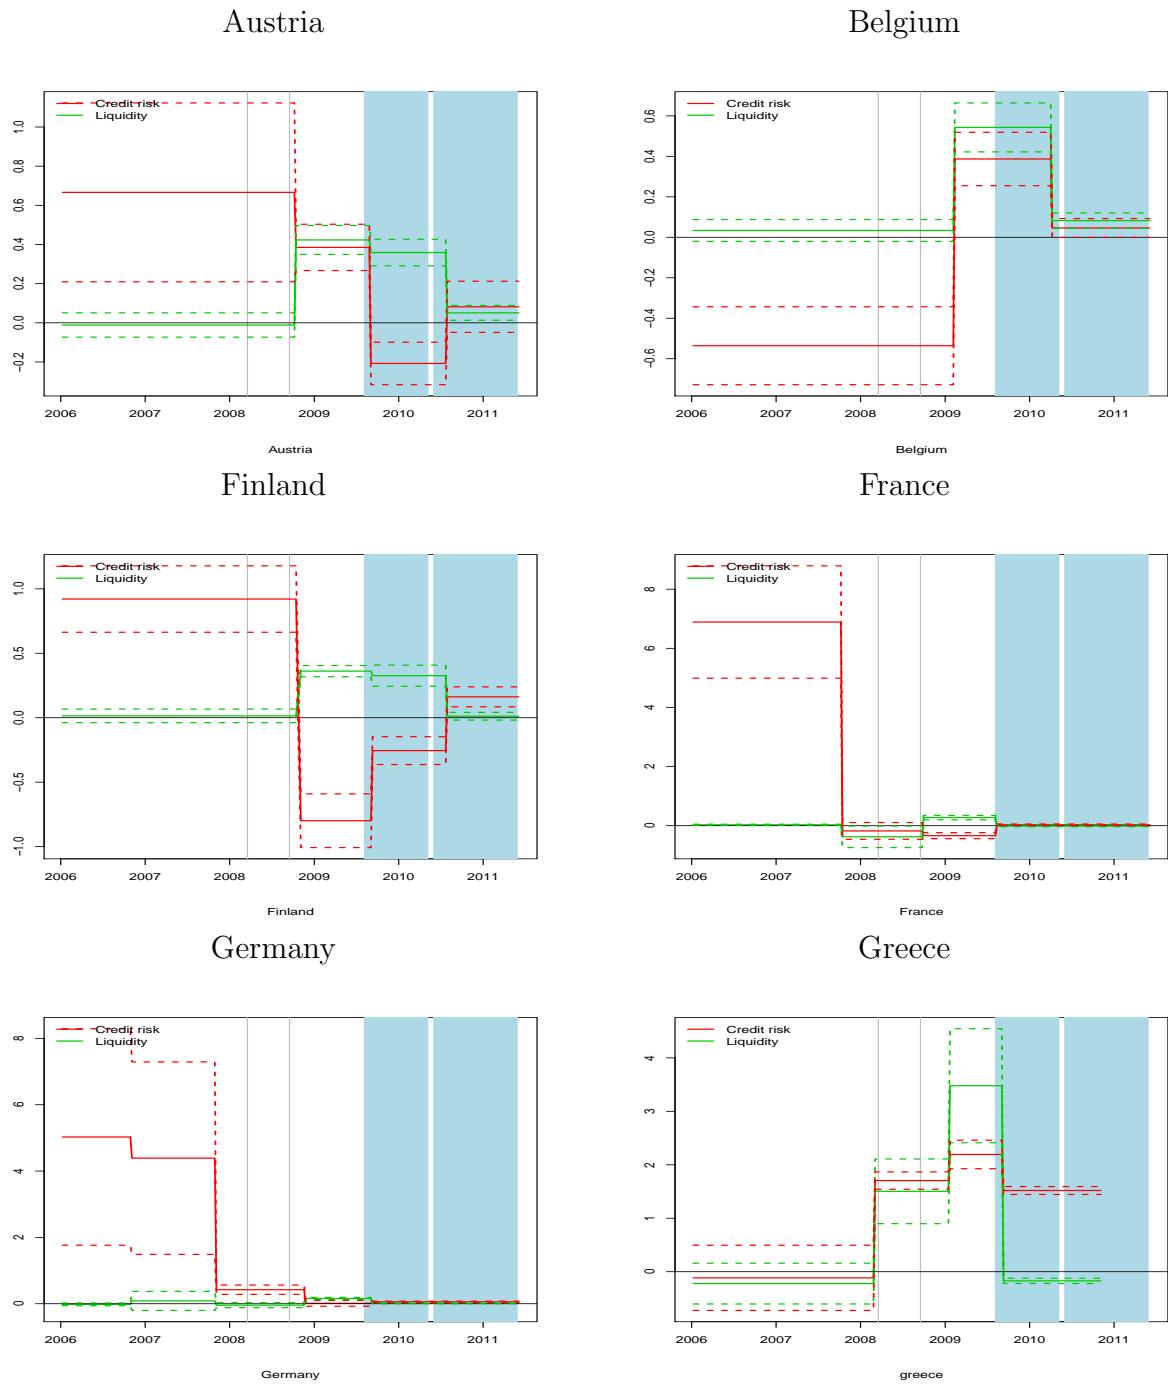 Austria
Credit risk
Liquidity
1.0
0.8
0.6
0.4
0.2
0.0
−0.2
2006 2007 2008 2009 2010 2011
Austria
Belgium
Credit risk
Liquidity
0.6
0.4
0.2
0.0
−0.2
−0.4
−0.6
2006 2007 2008 2009 2010 2011
Belgium
Finland
Credit risk
Liquidity
1.0
0.5
0.0
−0.5
−1.0
2006 2007 2008 2009 2010 2011
Finland
France
Credit risk
Liquidity
8
6
4
2
0
2006 2007 2008 2009 2010 2011
France
Germany
Credit risk
Liquidity
8
6
4
2
0
2006 2007 2008 2009 2010 2011
Germany
Greece
Credit risk
Liquidity
4
3
2
1
0
2006 2007 2008 2009 2010 2011
greece